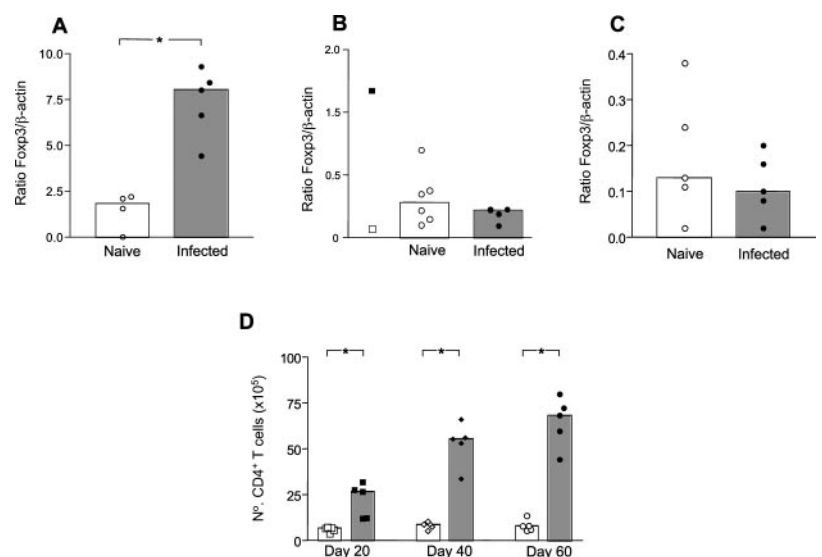 A
*
10.0
7.5
5.0
2.5
0.0
Ratio Foxp3/β-actin
Naive Infected
B
2.0
1.5
0.5
0
Ratio Foxp3/β-actin
Naive Infected
C
0.4
0.3
0.2
0.1
0.0
Ratio Foxp3/β-actin
Naive Infected
D
* * *
100
75
50
25
0
Nº. CD4⁺ T cells (x10⁵)
Day 20 Day 40 Day 60